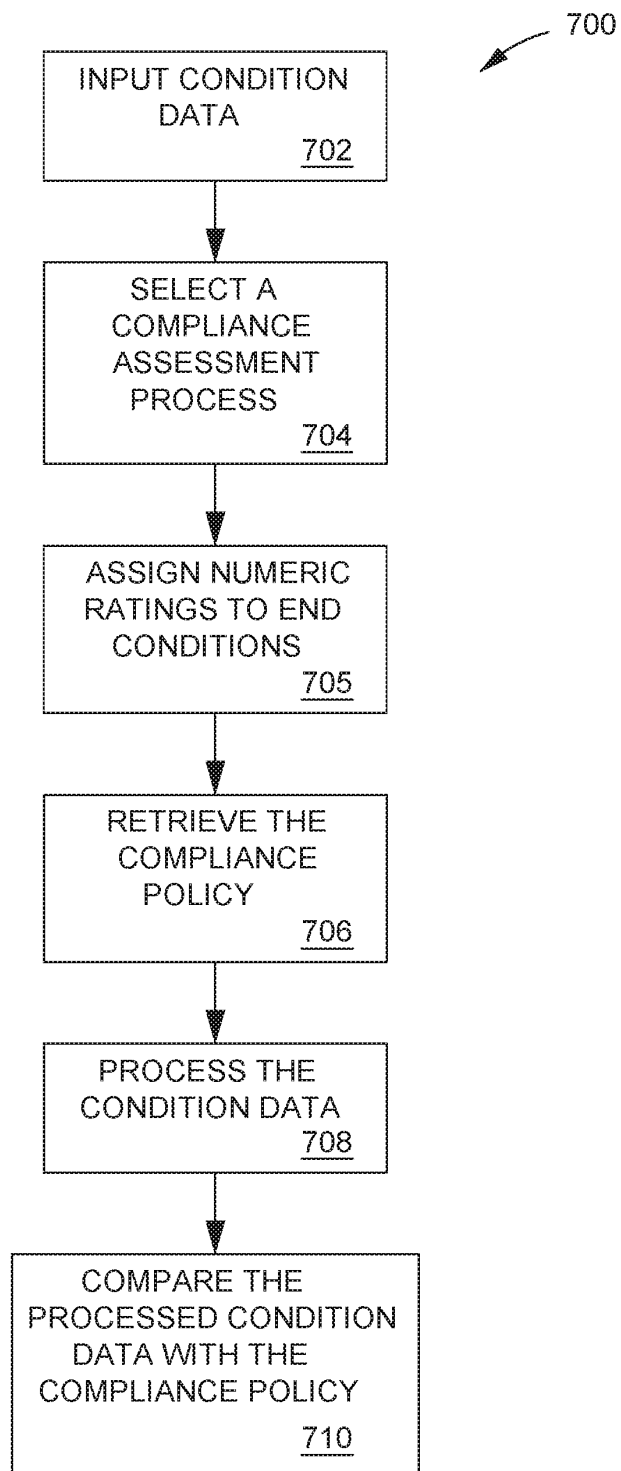 700
INPUT CONDITION
DATA
702
SELECT A
COMPLIANCE
ASSESSMENT
PROCESS
704
ASSIGN NUMERIC
RATINGS TO END
CONDITIONS
705
RETRIEVE THE
COMPLIANCE
POLICY
706
PROCESS THE
CONDITION DATA
708
COMPARE THE
PROCESSED CONDITION
DATA WITH THE
COMPLIANCE POLICY
710